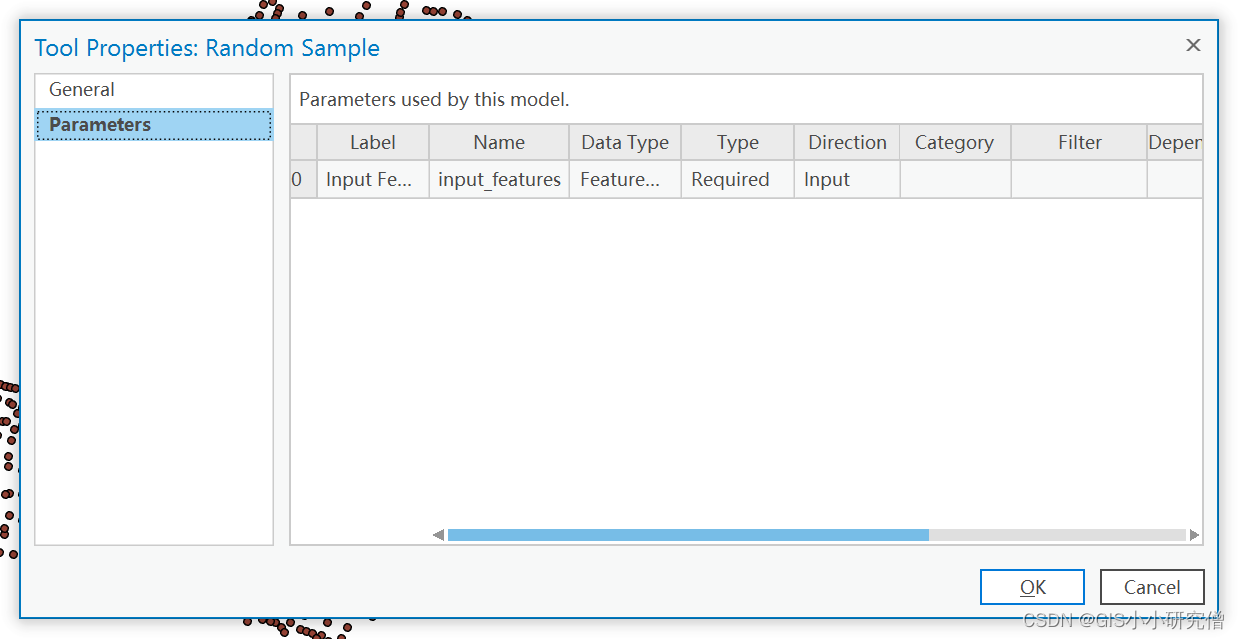 Tool Properties: Random Sample
General
Parameters
Parameters used by this model.
Label Name Data Type Type Direction Category Filter Depen
0 Input Fe... input_features Feature... Required Input
OK Cancel
CSDN @GIS小小研究僧